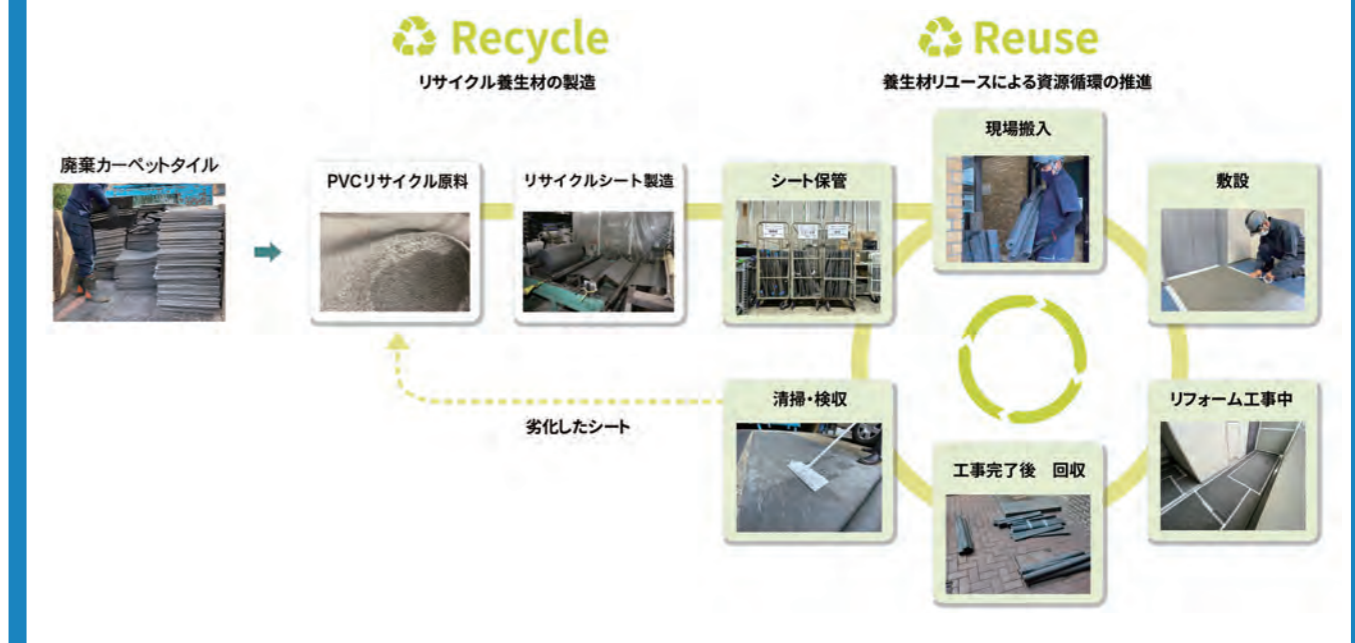 Recycle
リサイクル養生材の製造
Reuse
養生材リユースによる資源循環の推進
廃棄カーペットタイル
PVCリサイクル原料
リサイクルシート製造
シート保管
現場搬入
敷設
リフォーム工事中
工事完了後　回収
清掃・検収
劣化したシート